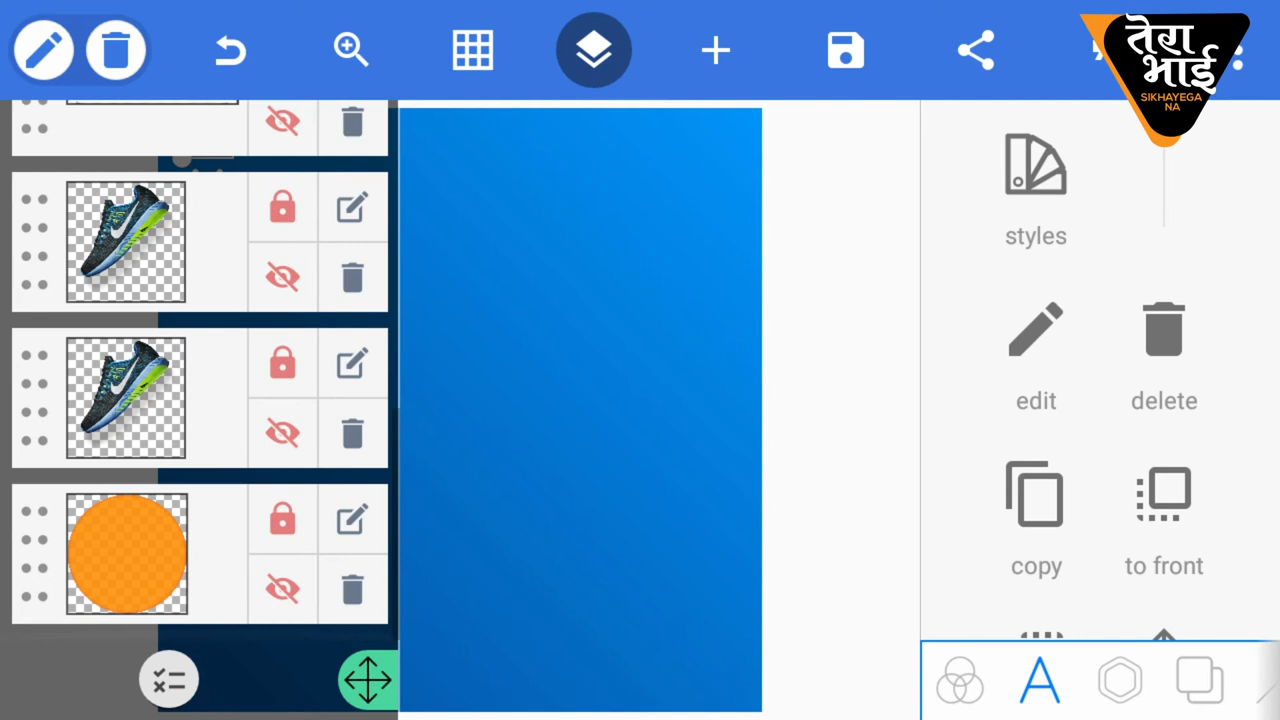 तेरा
भाई
SIKHAYEGA
NA
styles
edit delete
copy to front
A